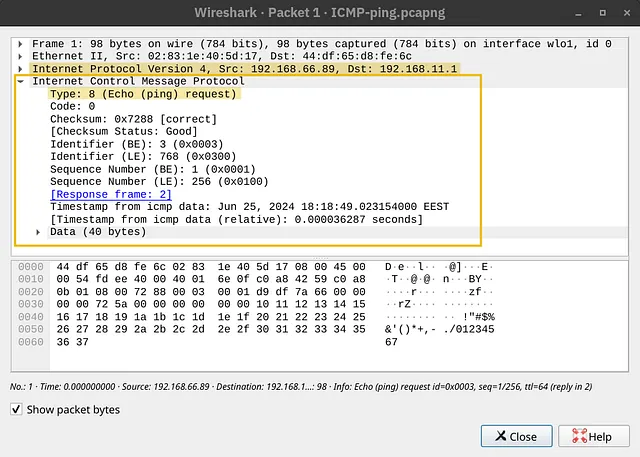 Wireshark · Packet 1 · ICMP-ping.pcapng
Frame 1: 98 bytes on wire (784 bits), 98 bytes captured (784 bits) on interface wlo1, id 0
Ethernet II, Src: 02:83:1e:40:5d:17, Dst: 44:df:65:d8:fe:6c
Internet Protocol Version 4, Src: 192.168.66.89, Dst: 192.168.11.1
Internet Control Message Protocol
Type: 8 (Echo (ping) request)
Code: 0
Checksum: 0x7288 [correct]
[Checksum Status: Good]
Identifier (BE): 3 (0x0003)
Identifier (LE): 768 (0x0300)
Sequence Number (BE): 1 (0x0001)
Sequence Number (LE): 256 (0x0100)
[Response frame: 2]
Timestamp from icmp data: Jun 25, 2024 18:18:49.023154000 EEST
[Timestamp from icmp data (relative): 0.000036287 seconds]
Data (40 bytes)
0000 44 df 65 d8 fe 6c 02 83 1e 40 5d 17 08 00 45 00 D·e··l·· ·@]···E·
0010 00 54 fd ee 40 00 40 01 6e 0f c0 a8 42 59 c0 a8 ·T··@·@· n···BY··
0020 0b 01 08 00 72 88 00 03 00 01 d9 df 7a 66 00 00 ····r··· ····zf··
0030 00 00 72 5a 00 00 00 00 00 00 10 11 12 13 14 15 ··rZ···· ········
0040 16 17 18 19 1a 1b 1c 1d 1e 1f 20 21 22 23 24 25 ········ ·· !"#$%
0050 26 27 28 29 2a 2b 2c 2d 2e 2f 30 31 32 33 34 35 &'()*+,- ./012345
0060 36 37 67
No.: 1 · Time: 0.000000000 · Source: 192.168.66.89 · Destination: 192.168.1...: 98 · Info: Echo (ping) request id=0x0003, seq=1/256, ttl=64 (reply in 2)
Show packet bytes
Close Help